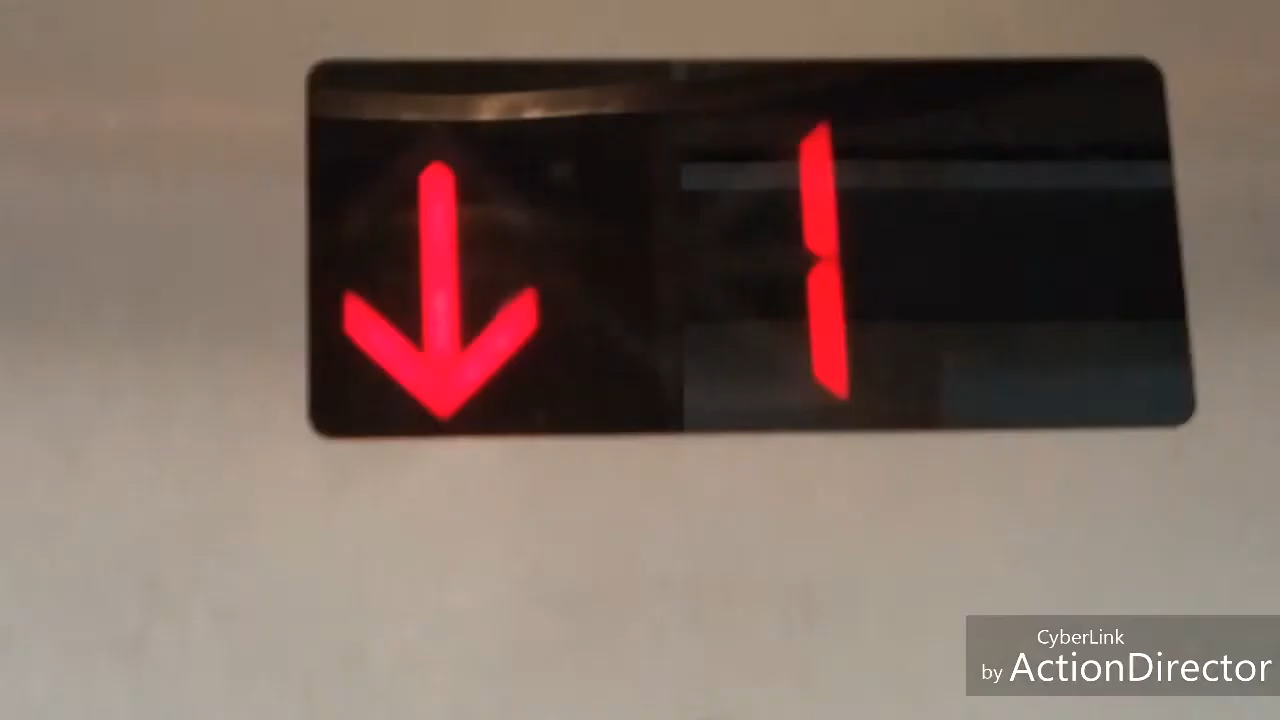 ↓ 1
CyberLink
by ActionDirector